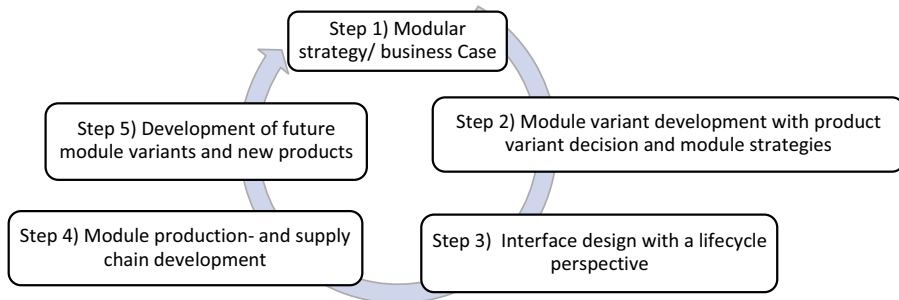 Step 1) Modular
strategy/ business Case
Step 2) Module variant development with product
variant decision and module strategies
Step 3)  Interface design with a lifecycle
perspective
Step 4) Module production- and supply
chain development
Step 5) Development of future
module variants and new products